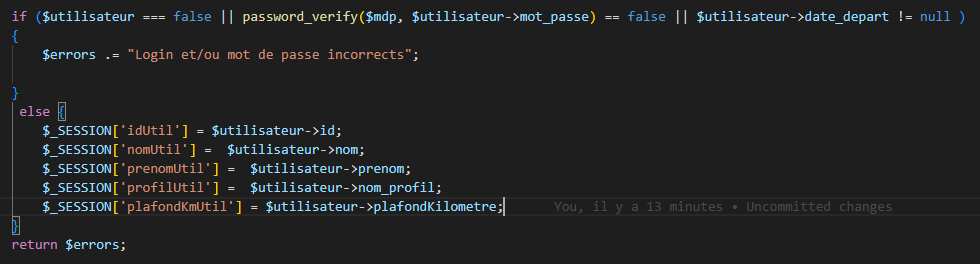 if ($utilisateur === false || password_verify($mdp, $utilisateur->mot_passe) == false || $utilisateur->date_depart != null )
{
$errors .= "Login et/ou mot de passe incorrects";
}
else {
$_SESSION['idUtil'] = $utilisateur->id;
$_SESSION['nomUtil'] =  $utilisateur->nom;
$_SESSION['prenomUtil'] =  $utilisateur->prenom;
$_SESSION['profilUtil'] =  $utilisateur->nom_profil;
$_SESSION['plafondKmUtil'] = $utilisateur->plafondKilometre; You, il y a 13 minutes • Uncommitted changes
}
return $errors;